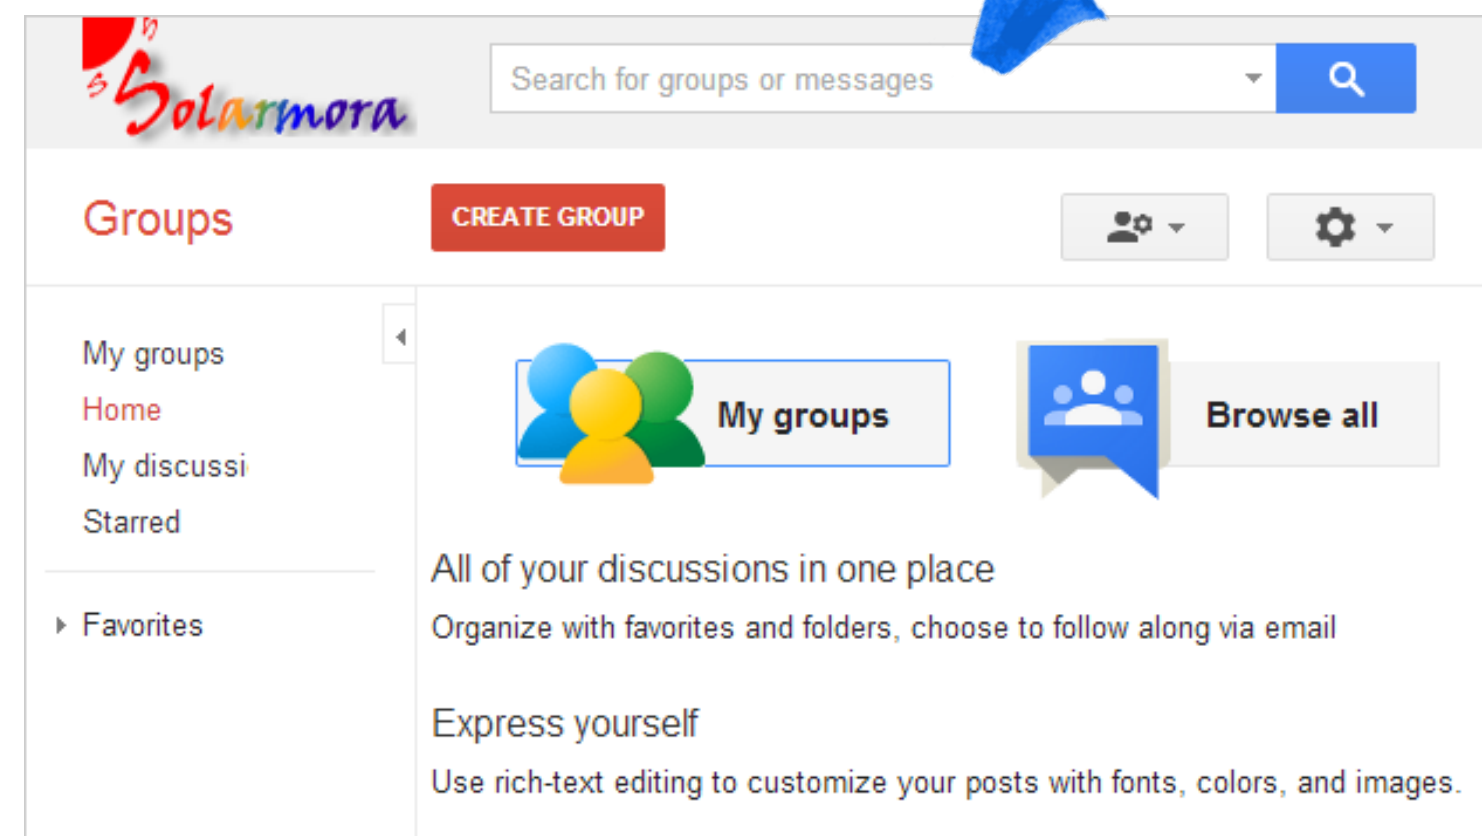 Solarmora
Search for groups or messages
Groups
CREATE GROUP
My groups
Home
My discussi
Starred
Favorites
My groups
Browse all
All of your discussions in one place
Organize with favorites and folders, choose to follow along via email
Express yourself
Use rich-text editing to customize your posts with fonts, colors, and images.